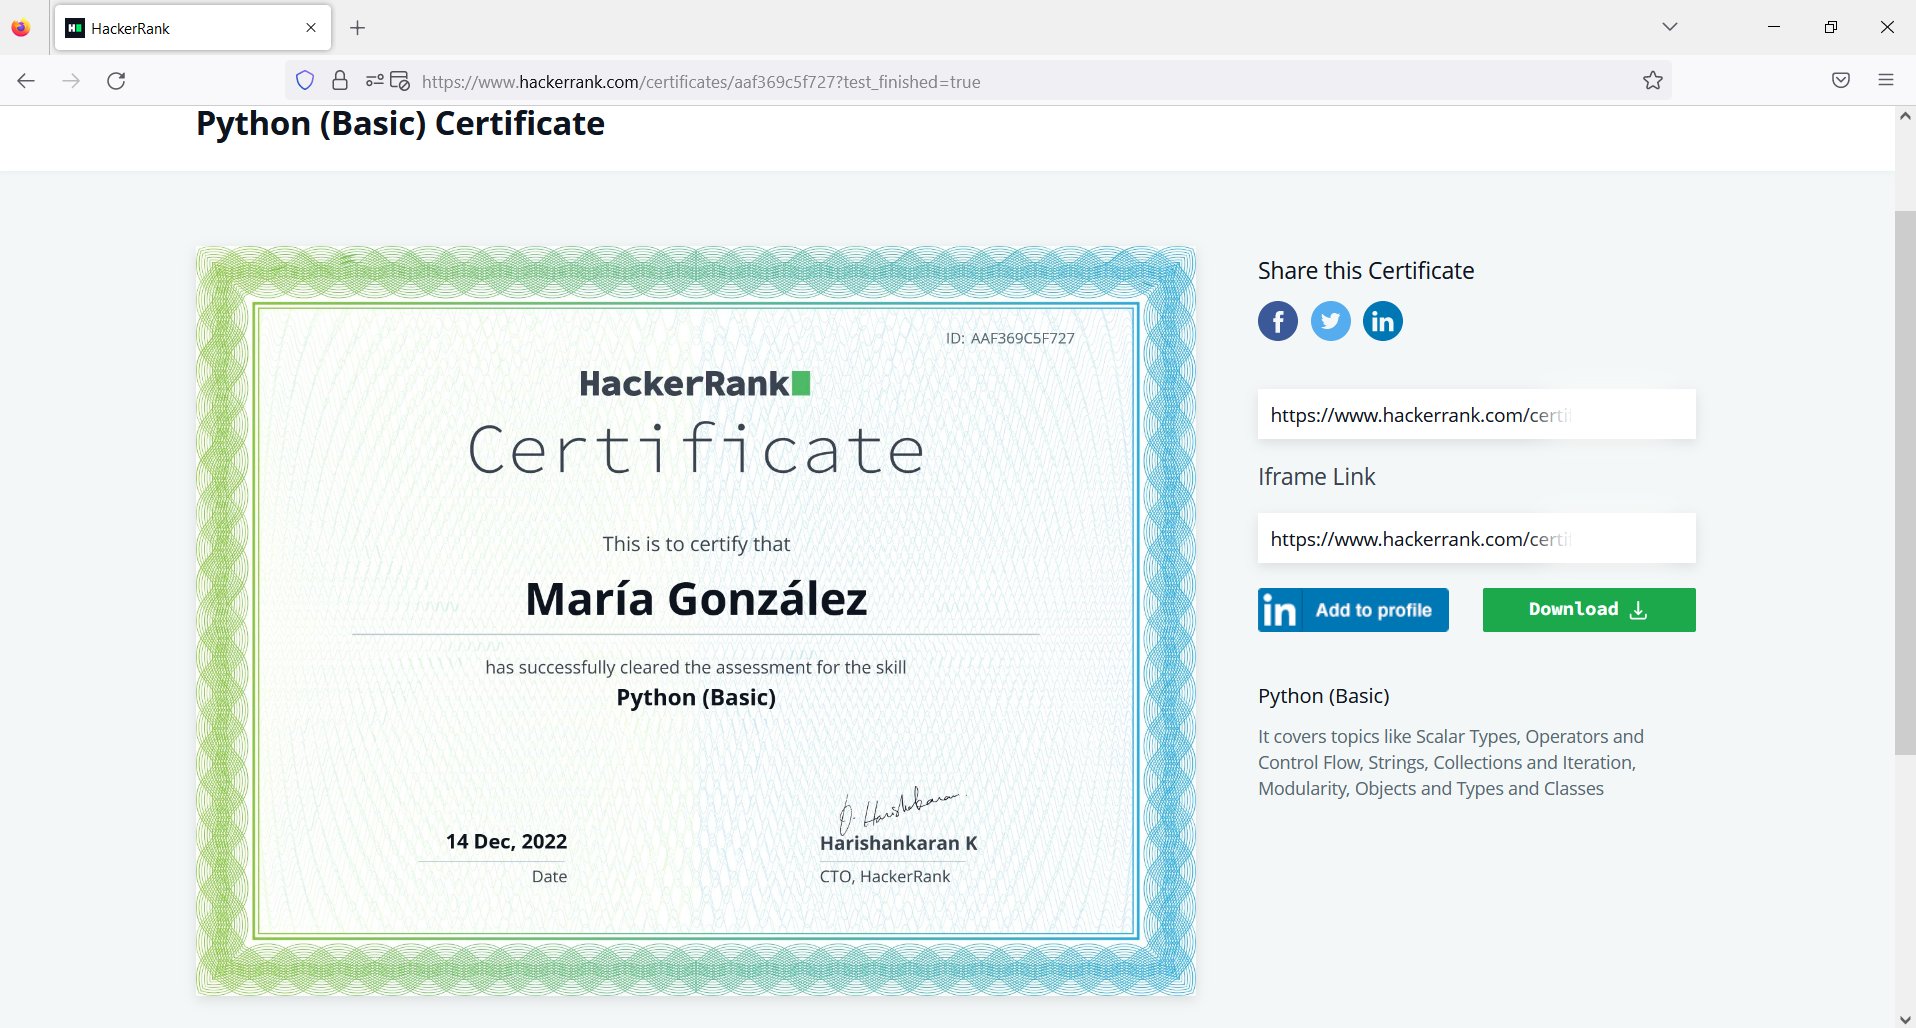 HackerRank
https://www.hackerrank.com/certificates/aaf369c5f727?test_finished=true
Python (Basic) Certificate
ID: AAF369C5F727
HackerRank
Certificate
This is to certify that
María González
has successfully cleared the assessment for the skill
Python (Basic)
14 Dec, 2022
Date
Harishankaran K
CTO, HackerRank
Share this Certificate
https://www.hackerrank.com/certif
Iframe Link
https://www.hackerrank.com/certif
in Add to profile
Download
Python (Basic)
It covers topics like Scalar Types, Operators and
Control Flow, Strings, Collections and Iteration,
Modularity, Objects and Types and Classes